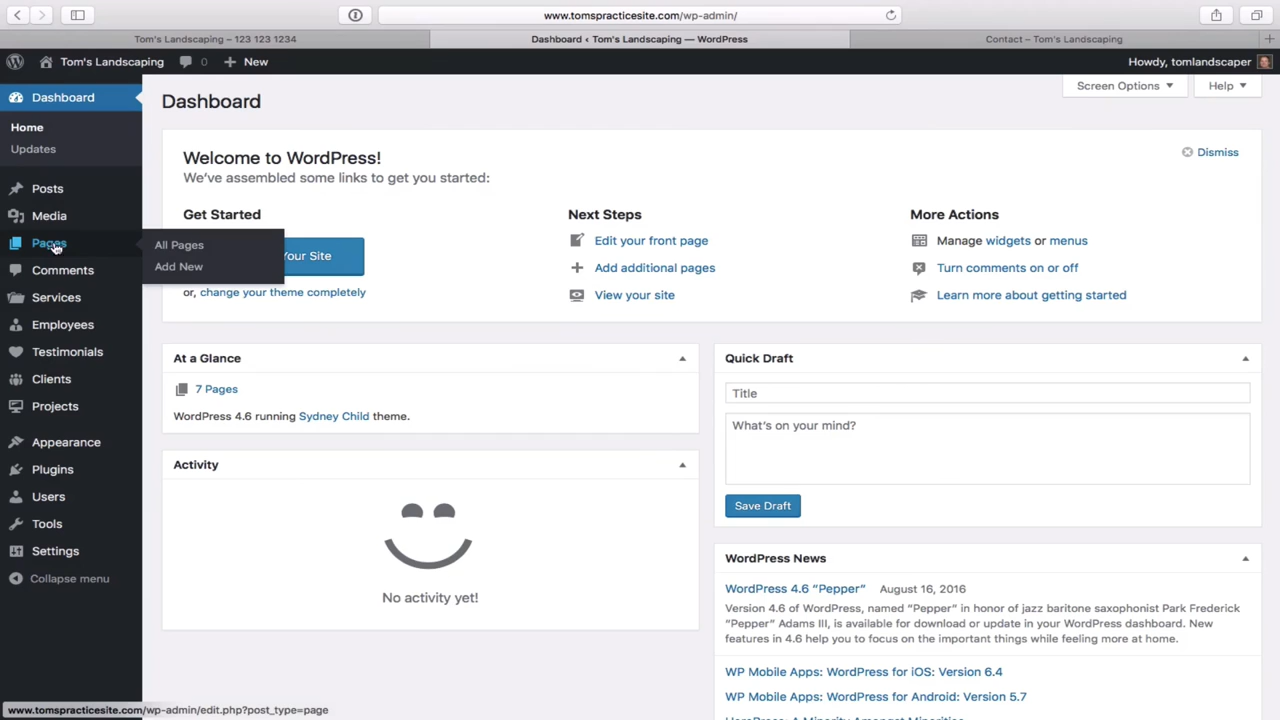 www.tomspracticesite.com/wp-admin/
Tom's Landscaping – 123 123 1234
Dashboard ‹ Tom's Landscaping — WordPress
Contact – Tom's Landscaping
Tom's Landscaping
0
New
Howdy, tomlandscaper
Dashboard
Home
Updates
Posts
Media
Pages
Comments
Services
Employees
Testimonials
Clients
Projects
Appearance
Plugins
Users
Tools
Settings
Collapse menu
All Pages
Add New
Dashboard
Screen Options
Help
Welcome to WordPress!
We've assembled some links to get you started:
Dismiss
Get Started
Your Site
or, change your theme completely
Next Steps
Edit your front page
Add additional pages
View your site
More Actions
Manage widgets or menus
Turn comments on or off
Learn more about getting started
At a Glance
7 Pages
WordPress 4.6 running Sydney Child theme.
Activity
No activity yet!
Quick Draft
Title
What's on your mind?
Save Draft
WordPress News
WordPress 4.6 “Pepper” August 16, 2016
Version 4.6 of WordPress, named “Pepper” in honor of jazz baritone saxophonist Park Frederick
“Pepper” Adams III, is available for download or update in your WordPress dashboard. New
features in 4.6 help you to focus on the important things while feeling more at home.
WP Mobile Apps: WordPress for iOS: Version 6.4
WP Mobile Apps: WordPress for Android: Version 5.7
www.tomspracticesite.com/wp-admin/edit.php?post_type=page